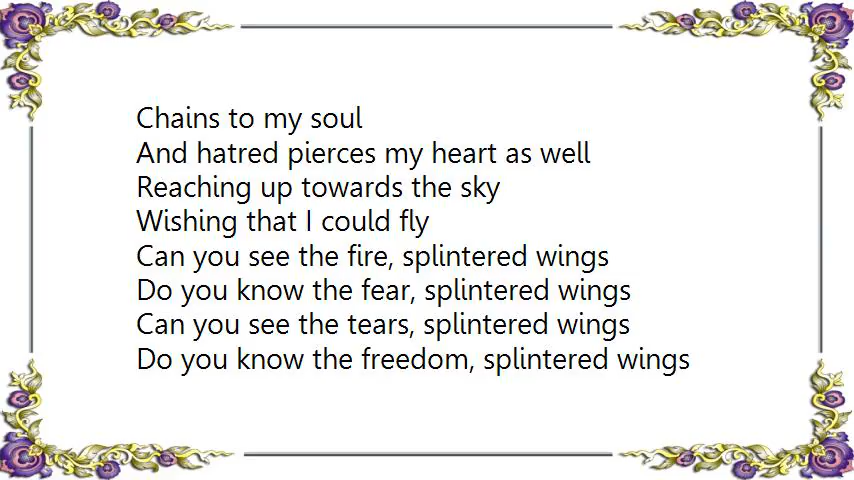 Chains to my soul
And hatred pierces my heart as well
Reaching up towards the sky
Wishing that I could fly
Can you see the fire, splintered wings
Do you know the fear, splintered wings
Can you see the tears, splintered wings
Do you know the freedom, splintered wings